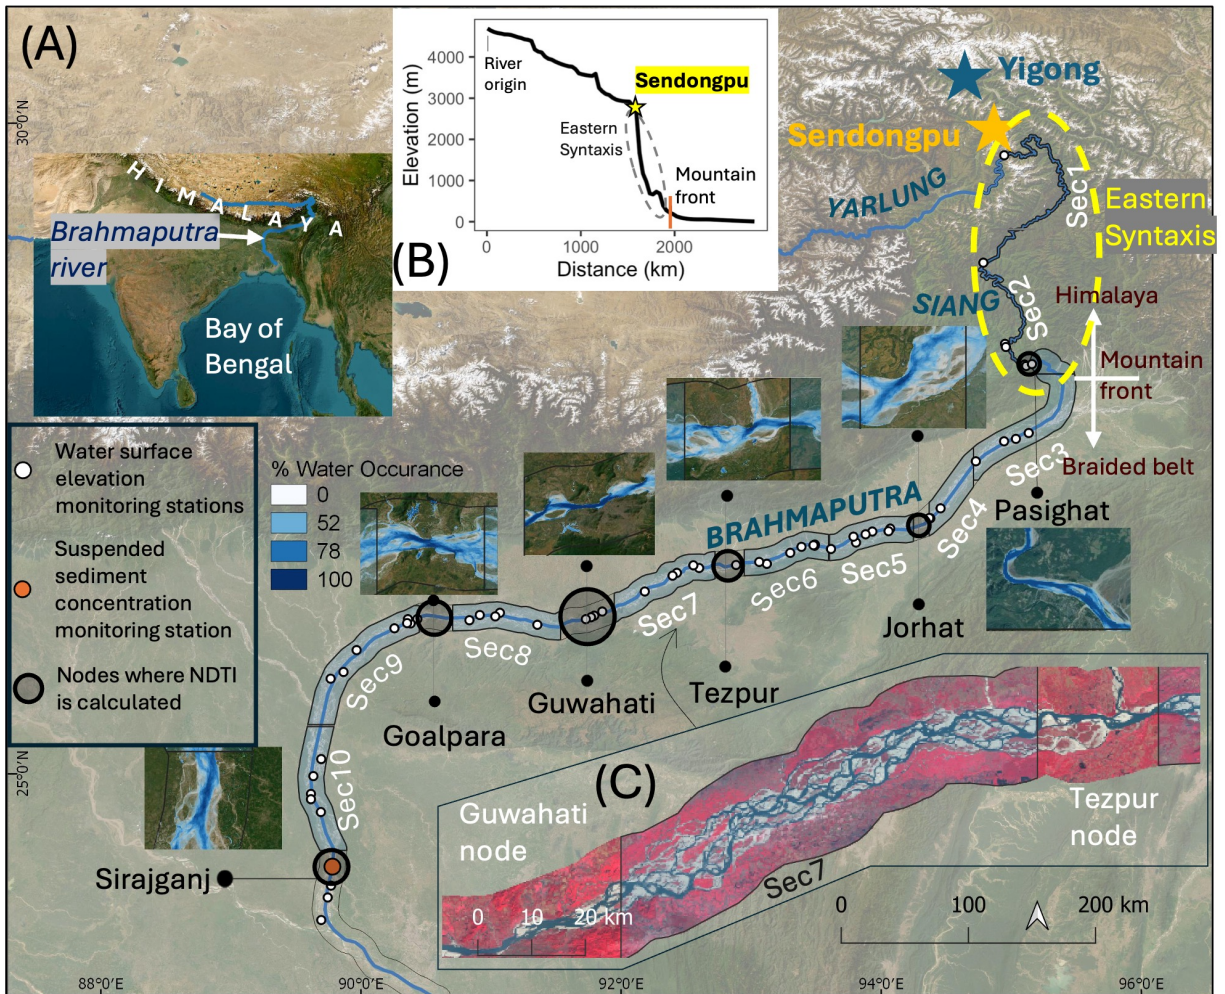 (A)
30°0'N
H I M A L A Y A
Brahmaputra
river
Bay of
Bengal
Elevation (m)
4000
3000
2000
1000
0
River
origin
Sendongpu
Eastern
Syntaxis
Mountain
front
0
1000
2000
Distance (km)
(B)
Yigong
Sendongpu
YARLUNG
Sec1
Eastern
Syntaxis
SIANG
Sec2
Himalaya
Mountain
front
Braided belt
Sec3
Pasighat
Water surface
elevation
monitoring stations
Suspended
sediment
concentration
monitoring station
Nodes where NDTI
is calculated
% Water Occurance
0
52
78
100
BRAHMAPUTRA
Sec4
Sec5
Sec6
Sec7
Sec8
Sec9
Sec10
Jorhat
Tezpur
Guwahati
Goalpara
Sirajganj
25°0'N
(C)
Guwahati
node
Tezpur
node
Sec7
0 10 20 km
0 100 200 km
88°0'E
90°0'E
92°0'E
94°0'E
96°0'E